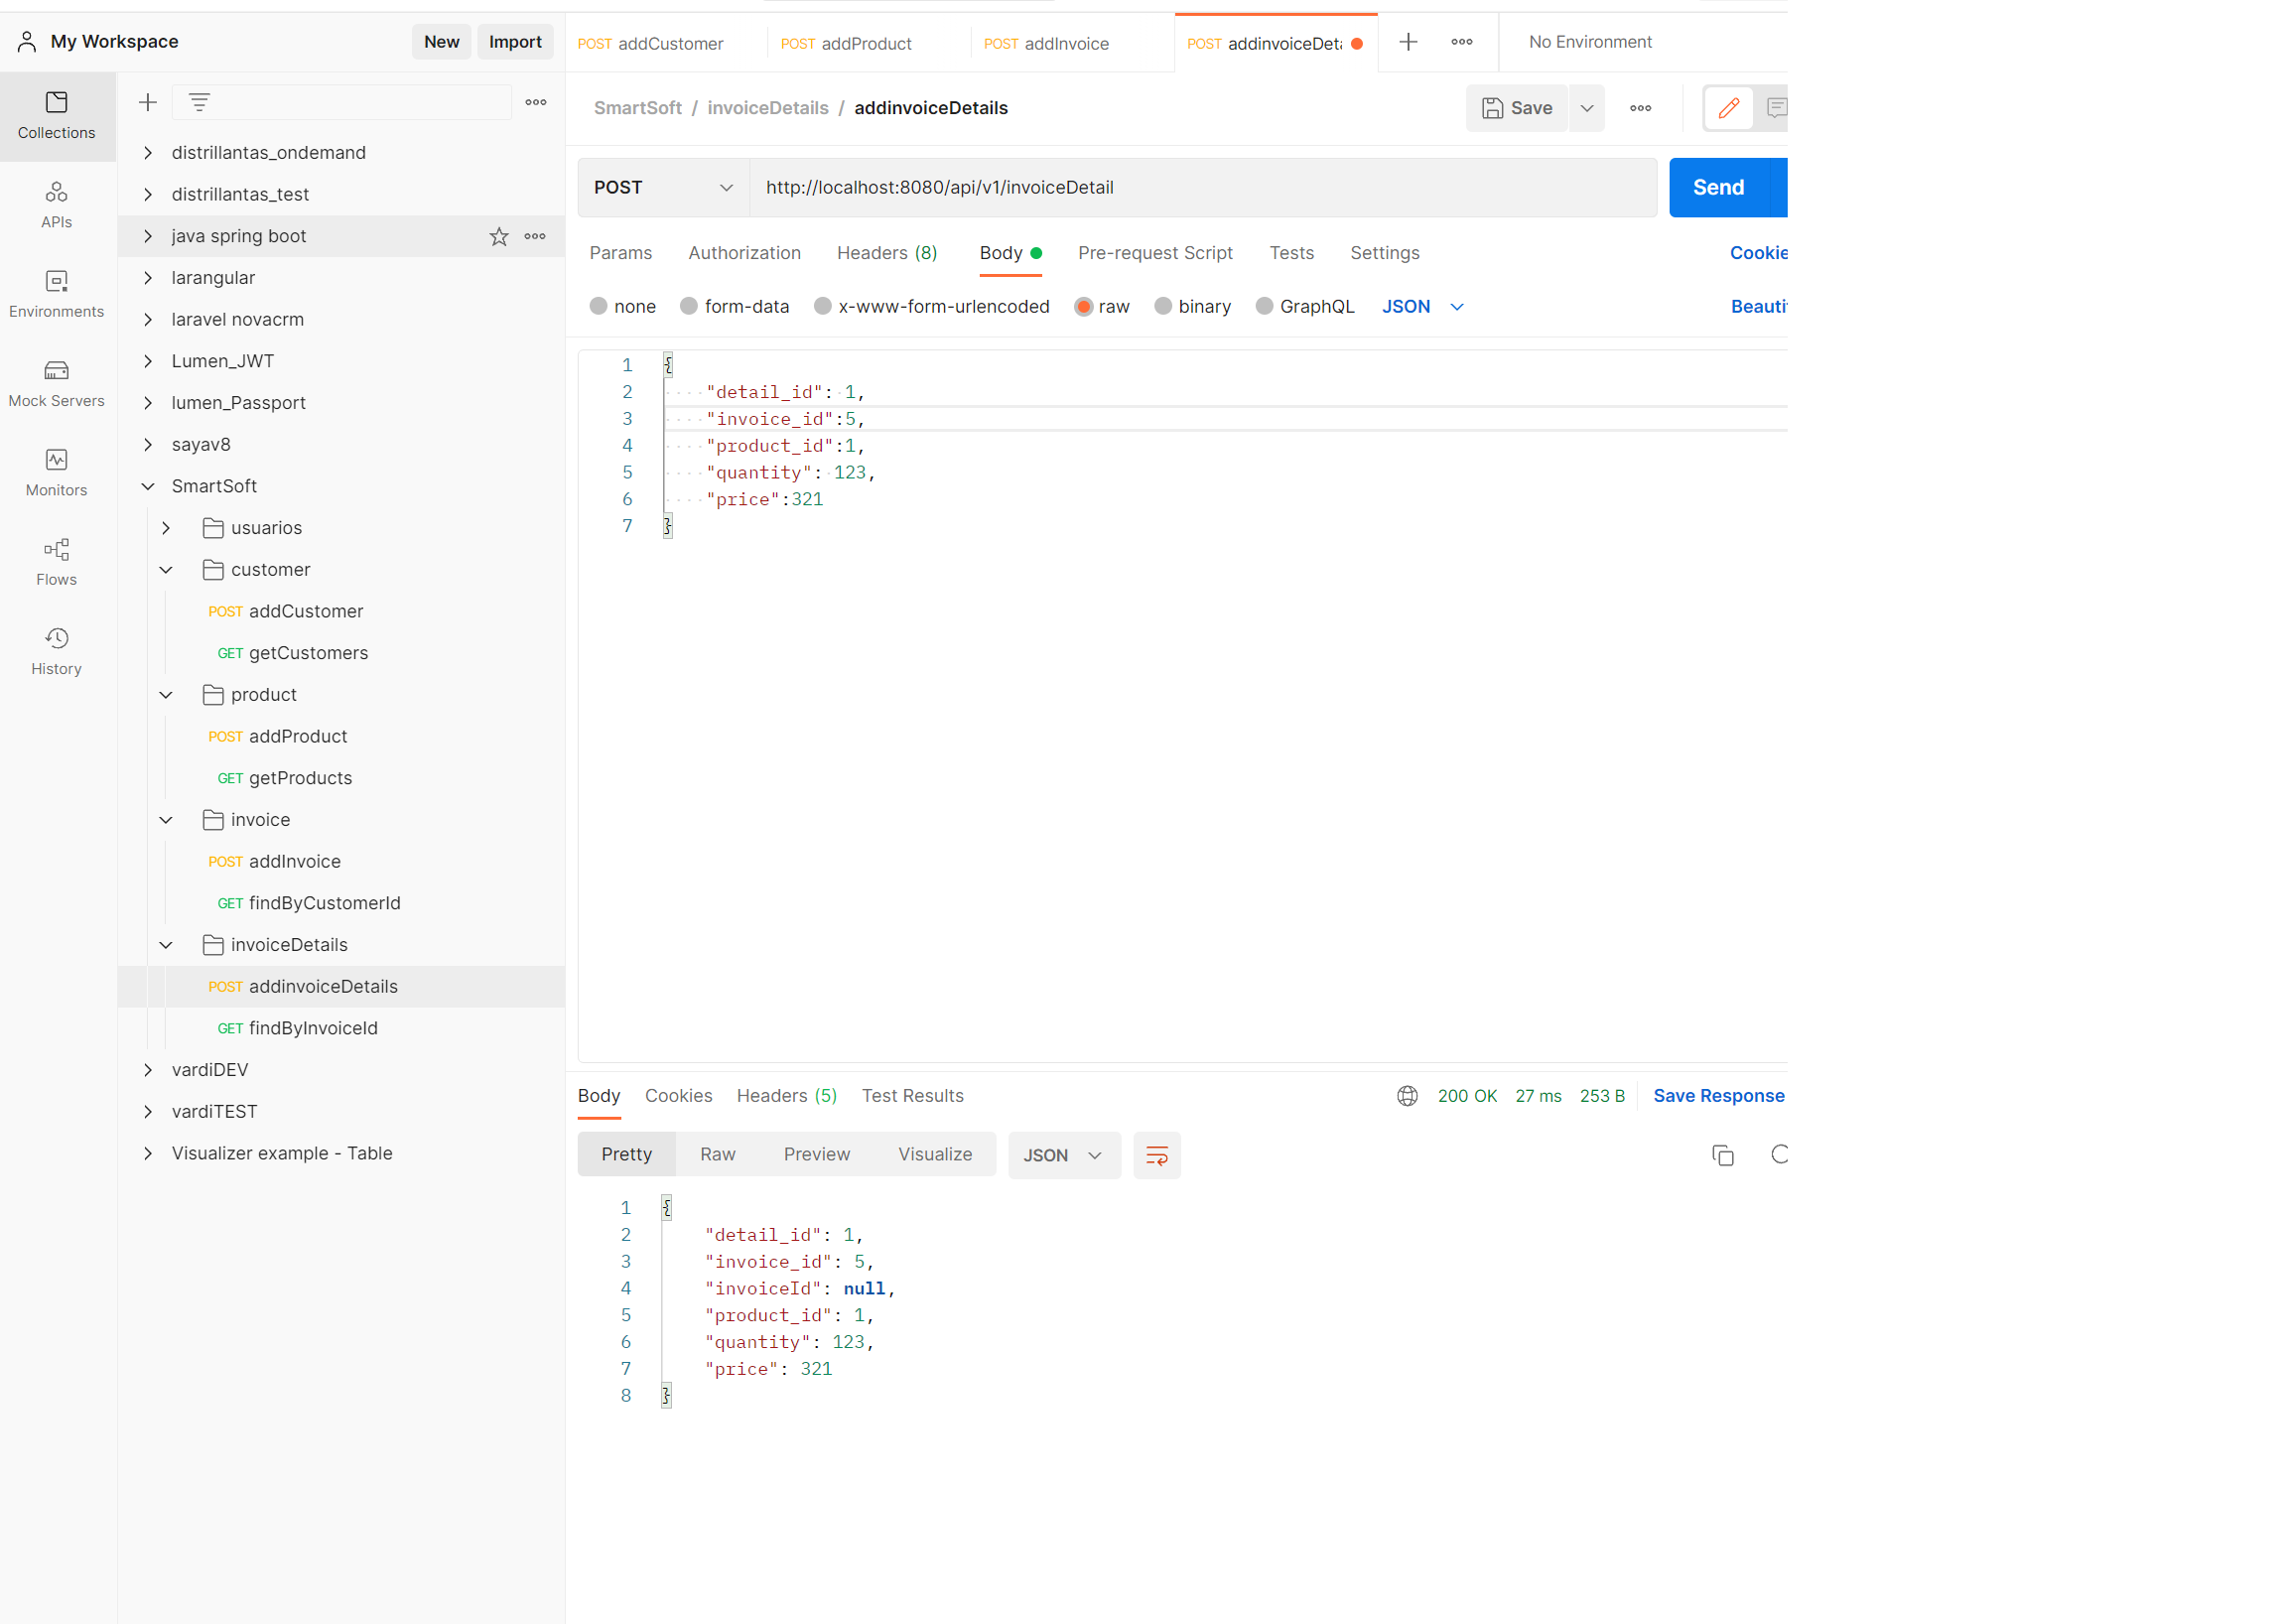 My Workspace
New
Import
Collections
APIs
Environments
Mock Servers
Monitors
Flows
History
distrillantas_ondemand
distrillantas_test
java spring boot
larangular
laravel novacrm
Lumen_JWT
lumen_Passport
sayav8
SmartSoft
usuarios
customer
POST addCustomer
GET getCustomers
product
POST addProduct
GET getProducts
invoice
POST addInvoice
GET findByCustomerId
invoiceDetails
POST addinvoiceDetails
GET findByInvoiceId
vardiDEV
vardiTEST
Visualizer example - Table
POST addCustomer
POST addProduct
POST addInvoice
POST addinvoiceDeta
No Environment
SmartSoft / invoiceDetails / addinvoiceDetails
Save
POST
http://localhost:8080/api/v1/invoiceDetail
Send
Params Authorization Headers (8) Body Pre-request Script Tests Settings
Cookie
none form-data x-www-form-urlencoded raw binary GraphQL JSON
Beauti
1 {
2 "detail_id": 1,
3 "invoice_id":5,
4 "product_id":1,
5 "quantity": 123,
6 "price":321
7 }
Body Cookies Headers (5) Test Results
200 OK 27 ms 253 B Save Response
Pretty Raw Preview Visualize JSON
1 {
2 "detail_id": 1,
3 "invoice_id": 5,
4 "invoiceId": null,
5 "product_id": 1,
6 "quantity": 123,
7 "price": 321
8 }